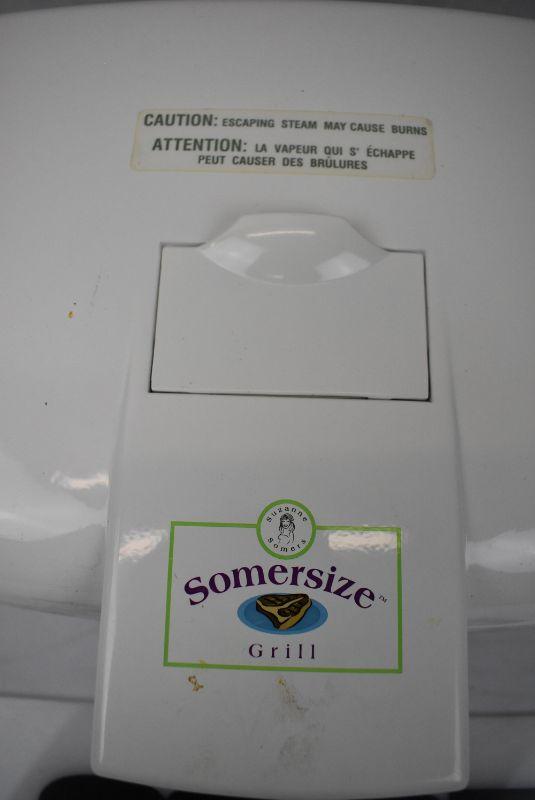 CAUTION: ESCAPING STEAM MAY CAUSE BURNS
ATTENTION: LA VAPEUR QUI S' ÉCHAPPE
PEUT CAUSER DES BRÛLURES
Suzanne
Somers
Somersize™
Grill